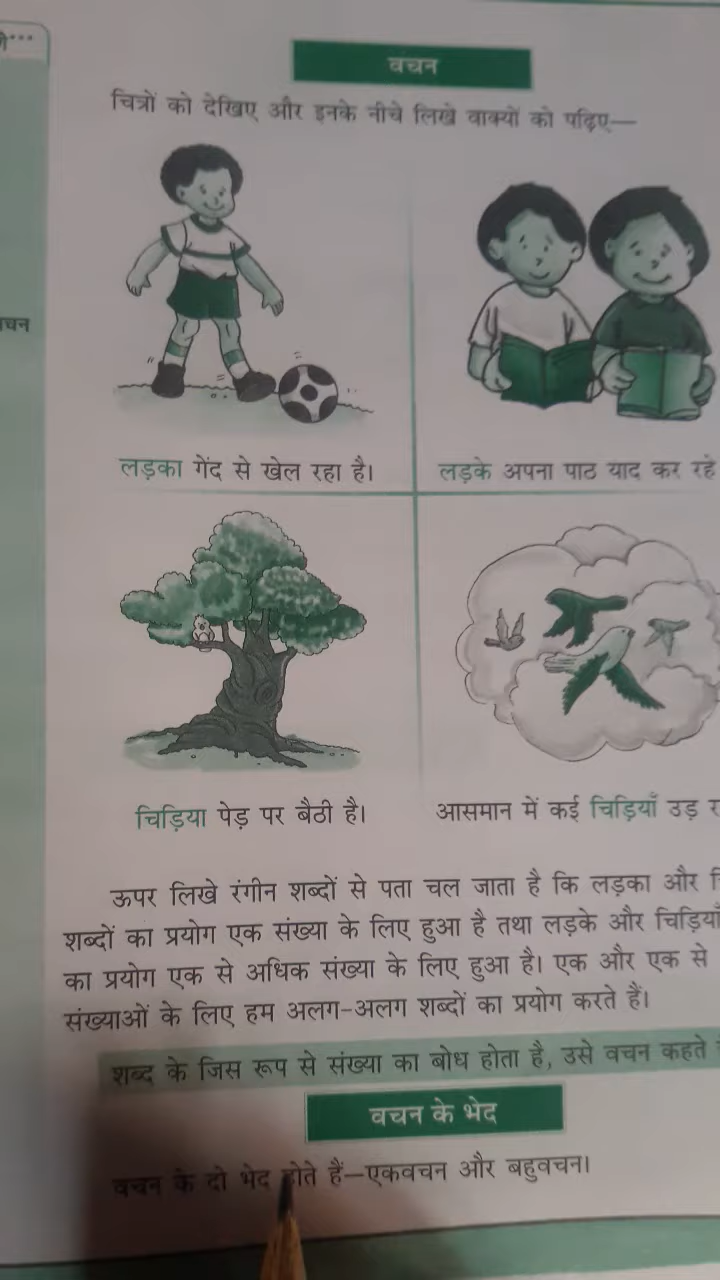 वचन
चित्रों को देखिए और इनके नीचे लिखे वाक्यों को पढ़िए—
लड़का गेंद से खेल रहा है।
लड़के अपना पाठ याद कर रहे
चिड़िया पेड़ पर बैठी है।
आसमान में कई चिड़ियाँ उड़
ऊपर लिखे रंगीन शब्दों से पता चल जाता है कि लड़का और
शब्दों का प्रयोग एक संख्या के लिए हुआ है तथा लड़के और चिड़ियाँ
का प्रयोग एक से अधिक संख्या के लिए हुआ है। एक और एक से
संख्याओं के लिए हम अलग-अलग शब्दों का प्रयोग करते हैं।
शब्द के जिस रूप से संख्या का बोध होता है, उसे वचन कहते
वचन के भेद
वचन के दो भेद होते हैं—एकवचन और बहुवचन।